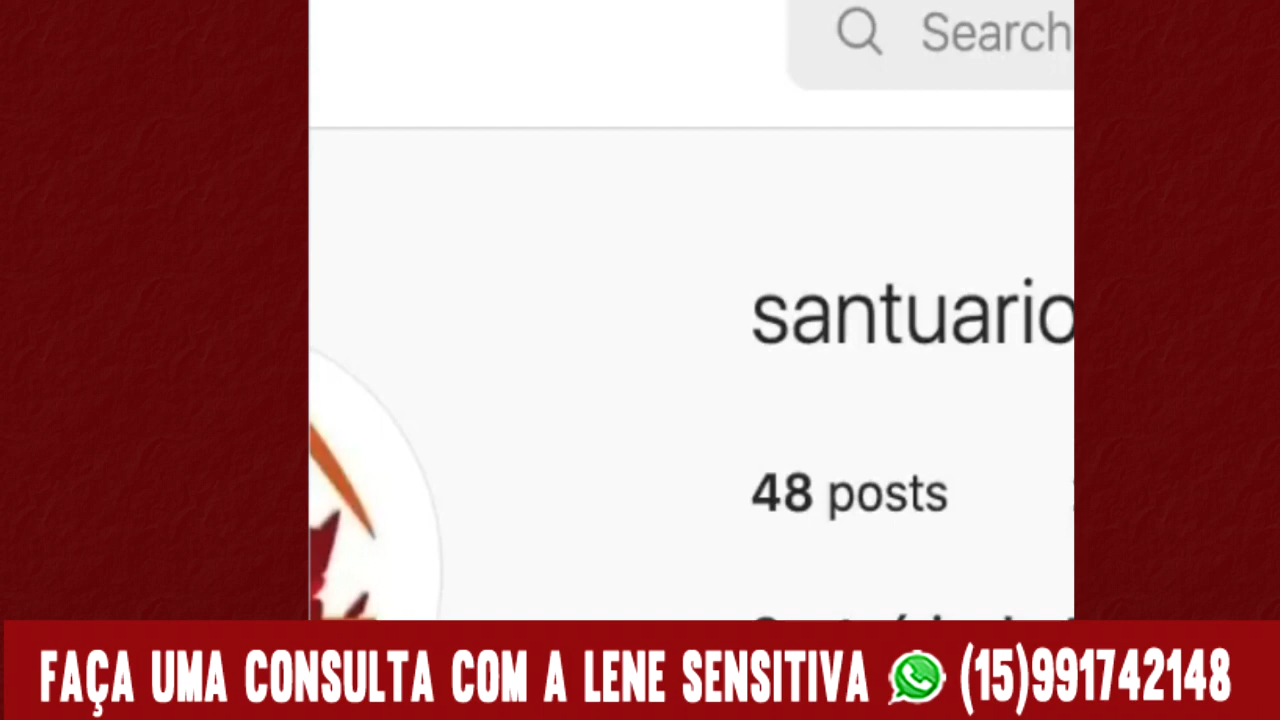 Search
santuario
48 posts
FAÇA UMA CONSULTA COM A LENE SENSITIVA (15)991742148